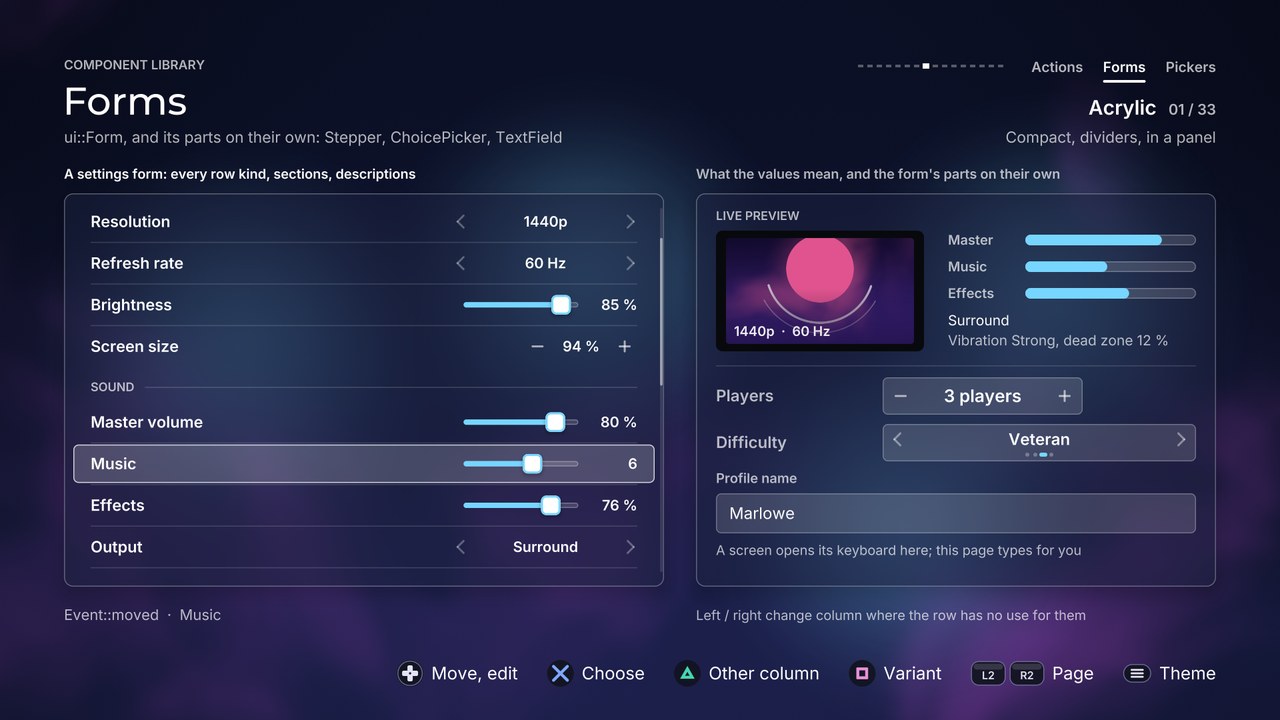 COMPONENT LIBRARY
Forms
ui::Form, and its parts on their own: Stepper, ChoicePicker, TextField
Actions Forms Pickers
Acrylic 01 / 33
Compact, dividers, in a panel
A settings form: every row kind, sections, descriptions
Resolution 1440p
Refresh rate 60 Hz
Brightness 85 %
Screen size 94 %
SOUND
Master volume 80 %
Music 6
Effects 76 %
Output Surround
Event::moved · Music
What the values mean, and the form's parts on their own
LIVE PREVIEW
1440p · 60 Hz
Master
Music
Effects
Surround
Vibration Strong, dead zone 12 %
Players 3 players
Difficulty Veteran
Profile name
Marlowe
A screen opens its keyboard here; this page types for you
Left / right change column where the row has no use for them
Move, edit Choose Other column Variant L2 R2 Page Theme